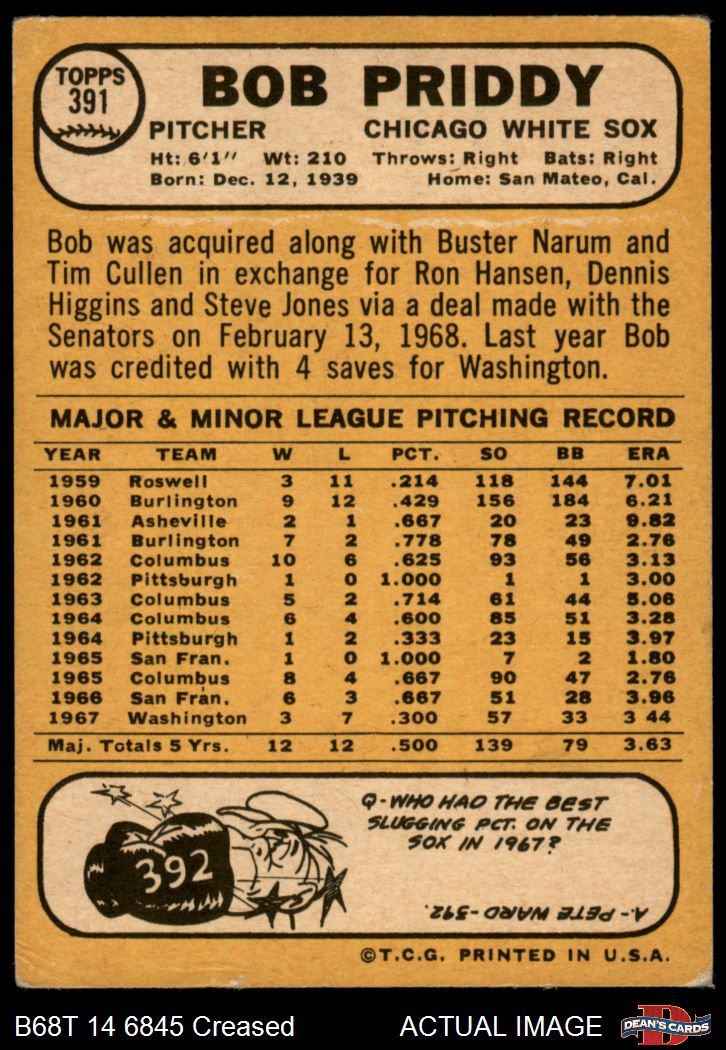 TOPPS
391
BOB PRIDDY
PITCHER CHICAGO WHITE SOX
Ht: 6'1" Wt: 210 Throws: Right Bats: Right
Born: Dec. 12, 1939 Home: San Mateo, Cal.
Bob was acquired along with Buster Narum and
Tim Cullen in exchange for Ron Hansen, Dennis
Higgins and Steve Jones via a deal made with the
Senators on February 13, 1968. Last year Bob
was credited with 4 saves for Washington.
MAJOR & MINOR LEAGUE PITCHING RECORD
YEAR TEAM W L PCT. SO BB ERA
1959 Roswell 3 11 .214 118 144 7.01
1960 Burlington 9 12 .429 156 184 6.21
1961 Asheville 2 1 .667 20 23 9.82
1961 Burlington 7 2 .778 78 49 2.76
1962 Columbus 10 6 .625 93 56 3.13
1962 Pittsburgh 1 0 1.000 1 1 3.00
1963 Columbus 5 2 .714 61 44 5.06
1964 Columbus 6 4 .600 85 51 3.28
1964 Pittsburgh 1 2 .333 23 15 3.97
1965 San Fran. 1 0 1.000 7 2 1.80
1965 Columbus 8 4 .667 90 47 2.76
1966 San Fran. 6 3 .667 51 28 3.96
1967 Washington 3 7 .300 57 33 3 44
Maj. Totals 5 Yrs. 12 12 .500 139 79 3.63
392
Q-WHO HAD THE BEST
SLUGGING PCT. ON THE
SOX IN 1967?
A-PETE WARD-.392.
©T.C.G. PRINTED IN U.S.A.
B68T 14 6845 Creased ACTUAL IMAGE
D
DEAN'S CARDS